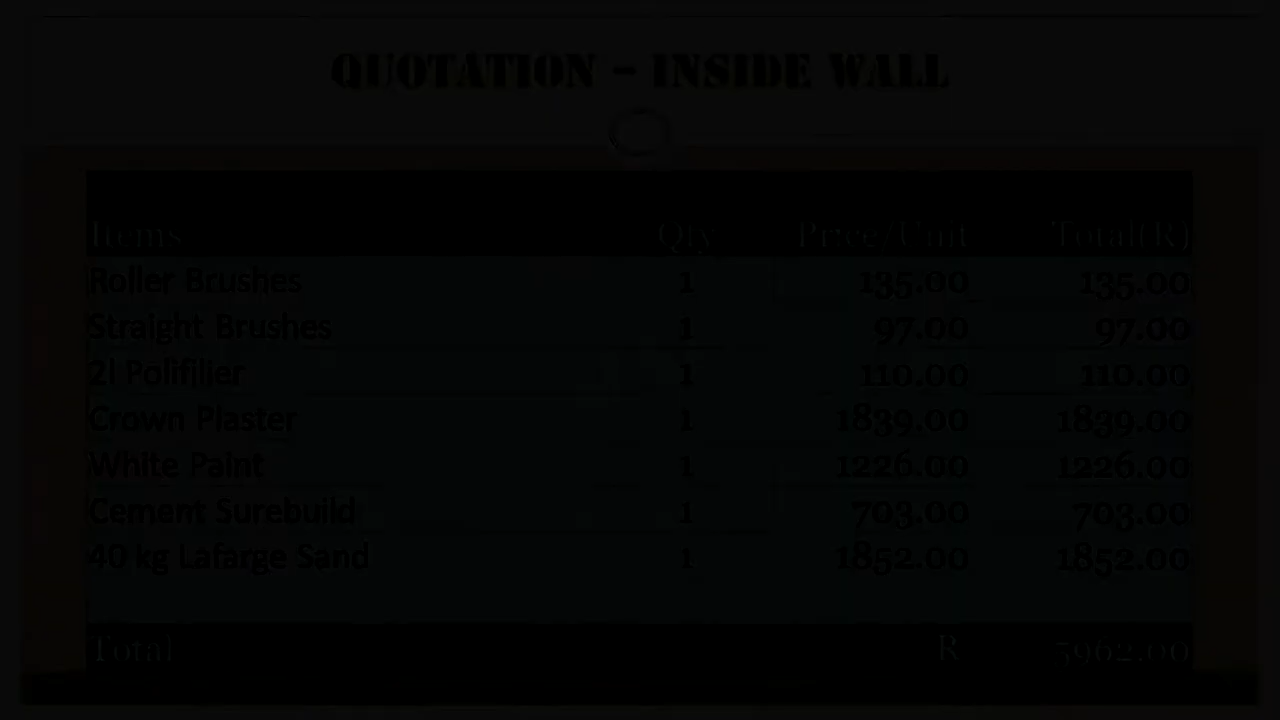 QUOTATION – INSIDE WALL
Items Qty Price/Unit Total(R)
Roller Brushes 1 135.00 135.00
Straight Brushes 1 97.00 97.00
2l Polifiller 1 110.00 110.00
Crown Plaster 1 1839.00 1839.00
White Paint 1 1226.00 1226.00
Cement Surebuild 1 703.00 703.00
40 kg Lafarge Sand 1 1852.00 1852.00
Total R 5962.00